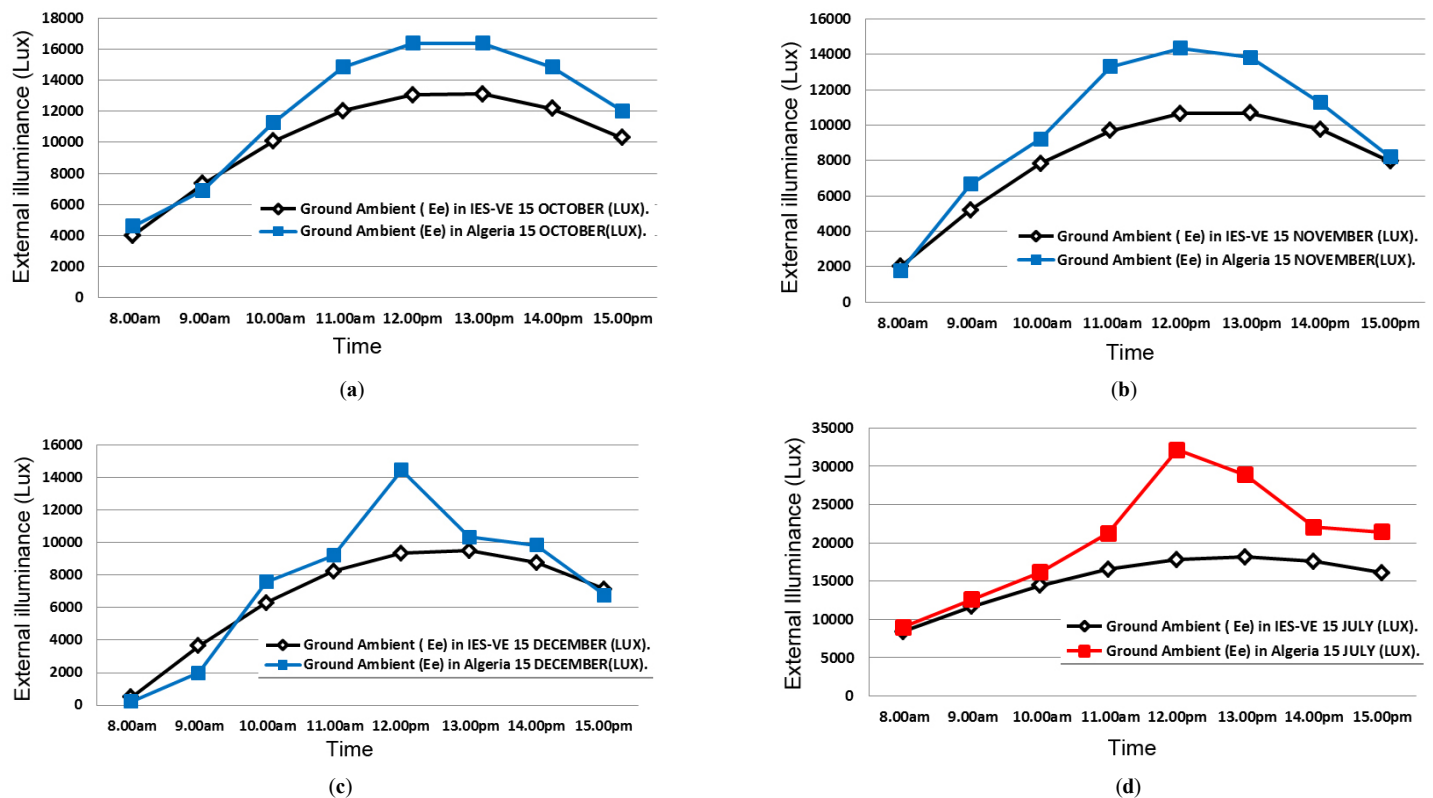 External illuminance (Lux)
18000
16000
14000
12000
10000
8000
6000
4000
2000
0
Ground Ambient ( Ee) in IES-VE 15 OCTOBER (LUX).
Ground Ambient (Ee) in Algeria 15 OCTOBER(LUX).
8.00am 9.00am 10.00am 11.00am 12.00pm 13.00pm 14.00pm 15.00pm
Time
(a)
External illuminance (Lux)
16000
14000
12000
10000
8000
6000
4000
2000
0
Ground Ambient ( Ee) in IES-VE 15 NOVEMBER (LUX).
Ground Ambient (Ee) in Algeria 15 NOVEMBER(LUX).
8.00am 9.00am 10.00am 11.00am 12.00pm 13.00pm 14.00pm 15.00pm
Time
(b)
External illuminance (Lux)
16000
14000
12000
10000
8000
6000
4000
2000
0
Ground Ambient ( Ee) in IES-VE 15 DECEMBER (LUX).
Ground Ambient (Ee) in Algeria 15 DECEMBER(LUX).
8.00am 9.00am 10.00am 11.00am 12.00pm 13.00pm 14.00pm 15.00pm
Time
(c)
External Illuminance (Lux)
35000
30000
25000
20000
15000
10000
5000
0
Ground Ambient ( Ee) in IES-VE 15 JULY (LUX).
Ground Ambient (Ee) in Algeria 15 JULY (LUX).
8.00am 9.00am 10.00am 11.00am 12.00pm 13.00pm 14.00pm 15.00pm
Time
(d)